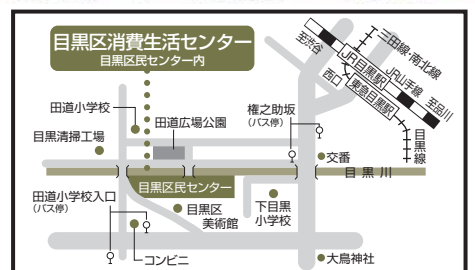 目黒区消費生活センター
目黒区民センター内
至渋谷
三田線・南北線
JR目黒駅
JR山手線
至品川
西口
東急目黒駅
目黒線
田道小学校
田道広場公園
権之助坂
(バス停)
目黒清掃工場
交番
目黒川
目黒区民センター
田道小学校入口
(バス停)
目黒区
美術館
下目黒
小学校
コンビニ
大鳥神社